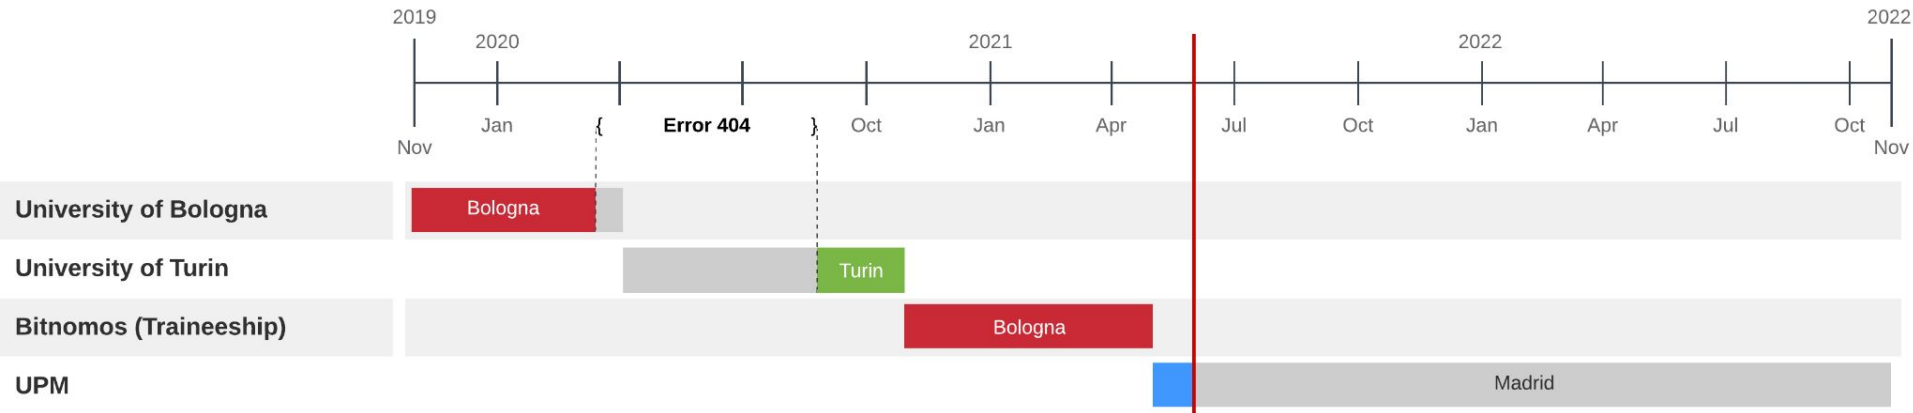 2019
2022
2020
2021
2022
Jan
{ Error 404 }
Oct
Jan
Apr
Jul
Oct
Jan
Apr
Jul
Oct
Nov
Nov
University of Bologna
Bologna
University of Turin
Turin
Bitnomos (Traineeship)
Bologna
UPM
Madrid